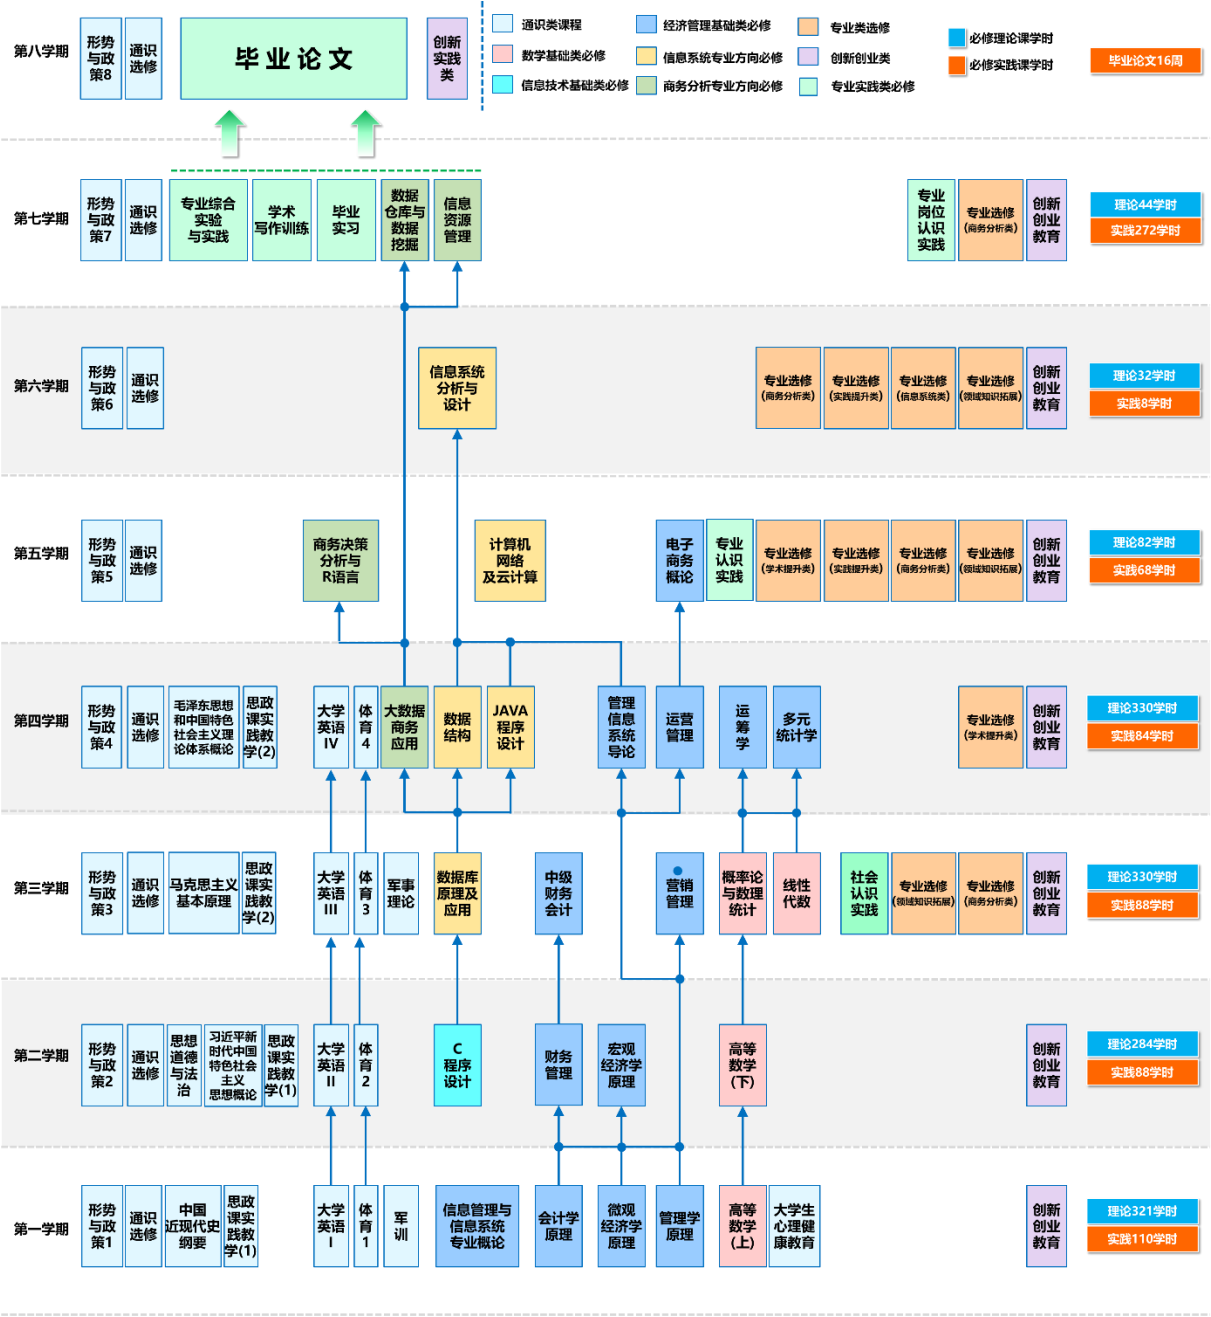 第八学期
形势
与政
策8
通识
选修
毕业论文
创新
实践
类
通识类课程
数学基础类必修
信息技术基础类必修
经济管理基础类必修
信息系统专业方向必修
商务分析专业方向必修
专业类选修
创新创业类
专业实践类必修
必修理论课学时
必修实践课学时
毕业论文16周
第七学期
形势
与政
策7
通识
选修
专业综合
实验
与实践
学术
写作训练
毕业
实习
数据
仓库与
数据
挖掘
信息
资源
管理
专业
岗位
认识
实践
专业选修
(商务分析类)
创新
创业
教育
理论44学时
实践272学时
第六学期
形势
与政
策6
通识
选修
信息系统
分析与
设计
专业选修
(商务分析类)
专业选修
(实践提升类)
专业选修
(信息系统类)
专业选修
(领域知识拓展)
创新
创业
教育
理论32学时
实践8学时
第五学期
形势
与政
策5
通识
选修
商务决策
分析与
R语言
计算机
网络
及云计算
电子
商务
概论
专业
认识
实践
专业选修
(学术提升类)
专业选修
(实践提升类)
专业选修
(商务分析类)
专业选修
(领域知识拓展)
创新
创业
教育
理论82学时
实践68学时
第四学期
形势
与政
策4
通识
选修
毛泽东思想
和中国特色
社会主义理
论体系概论
思政
课实
践教
学(2)
大学
英语
IV
体
育
4
大数据
商务
应用
数据
结构
JAVA
程序
设计
管理
信息
系统
导论
运营
管理
运
筹
学
多元
统计学
专业选修
(学术提升类)
创新
创业
教育
理论330学时
实践84学时
第三学期
形势
与政
策3
通识
选修
马克思主义
基本原理
思政
课实
践教
学(2)
大学
英语
III
体
育
3
军事
理论
数据库
原理及
应用
中级
财务
会计
营销
管理
概率论
与数理
统计
线性
代数
社会
认识
实践
专业选修
(领域知识拓展)
专业选修
(商务分析类)
创新
创业
教育
理论330学时
实践88学时
第二学期
形势
与政
策2
通识
选修
思想
道德
与法
治
习近平新
时代中国
特色社会
主义
思想概论
思政
课实
践教
学(1)
大学
英语
II
体
育
2
C
程序
设计
财务
管理
宏观
经济学
原理
高等
数学
(下)
创新
创业
教育
理论284学时
实践88学时
第一学期
形势
与政
策1
通识
选修
中国
近现代史
纲要
思政
课实
践教
学(1)
大学
英语
I
体
育
1
军
训
信息管理与
信息系统
专业概论
会计学
原理
微观
经济学
原理
管理学
原理
高等
数学
(上)
大学生
心理健
康教育
创新
创业
教育
理论321学时
实践110学时